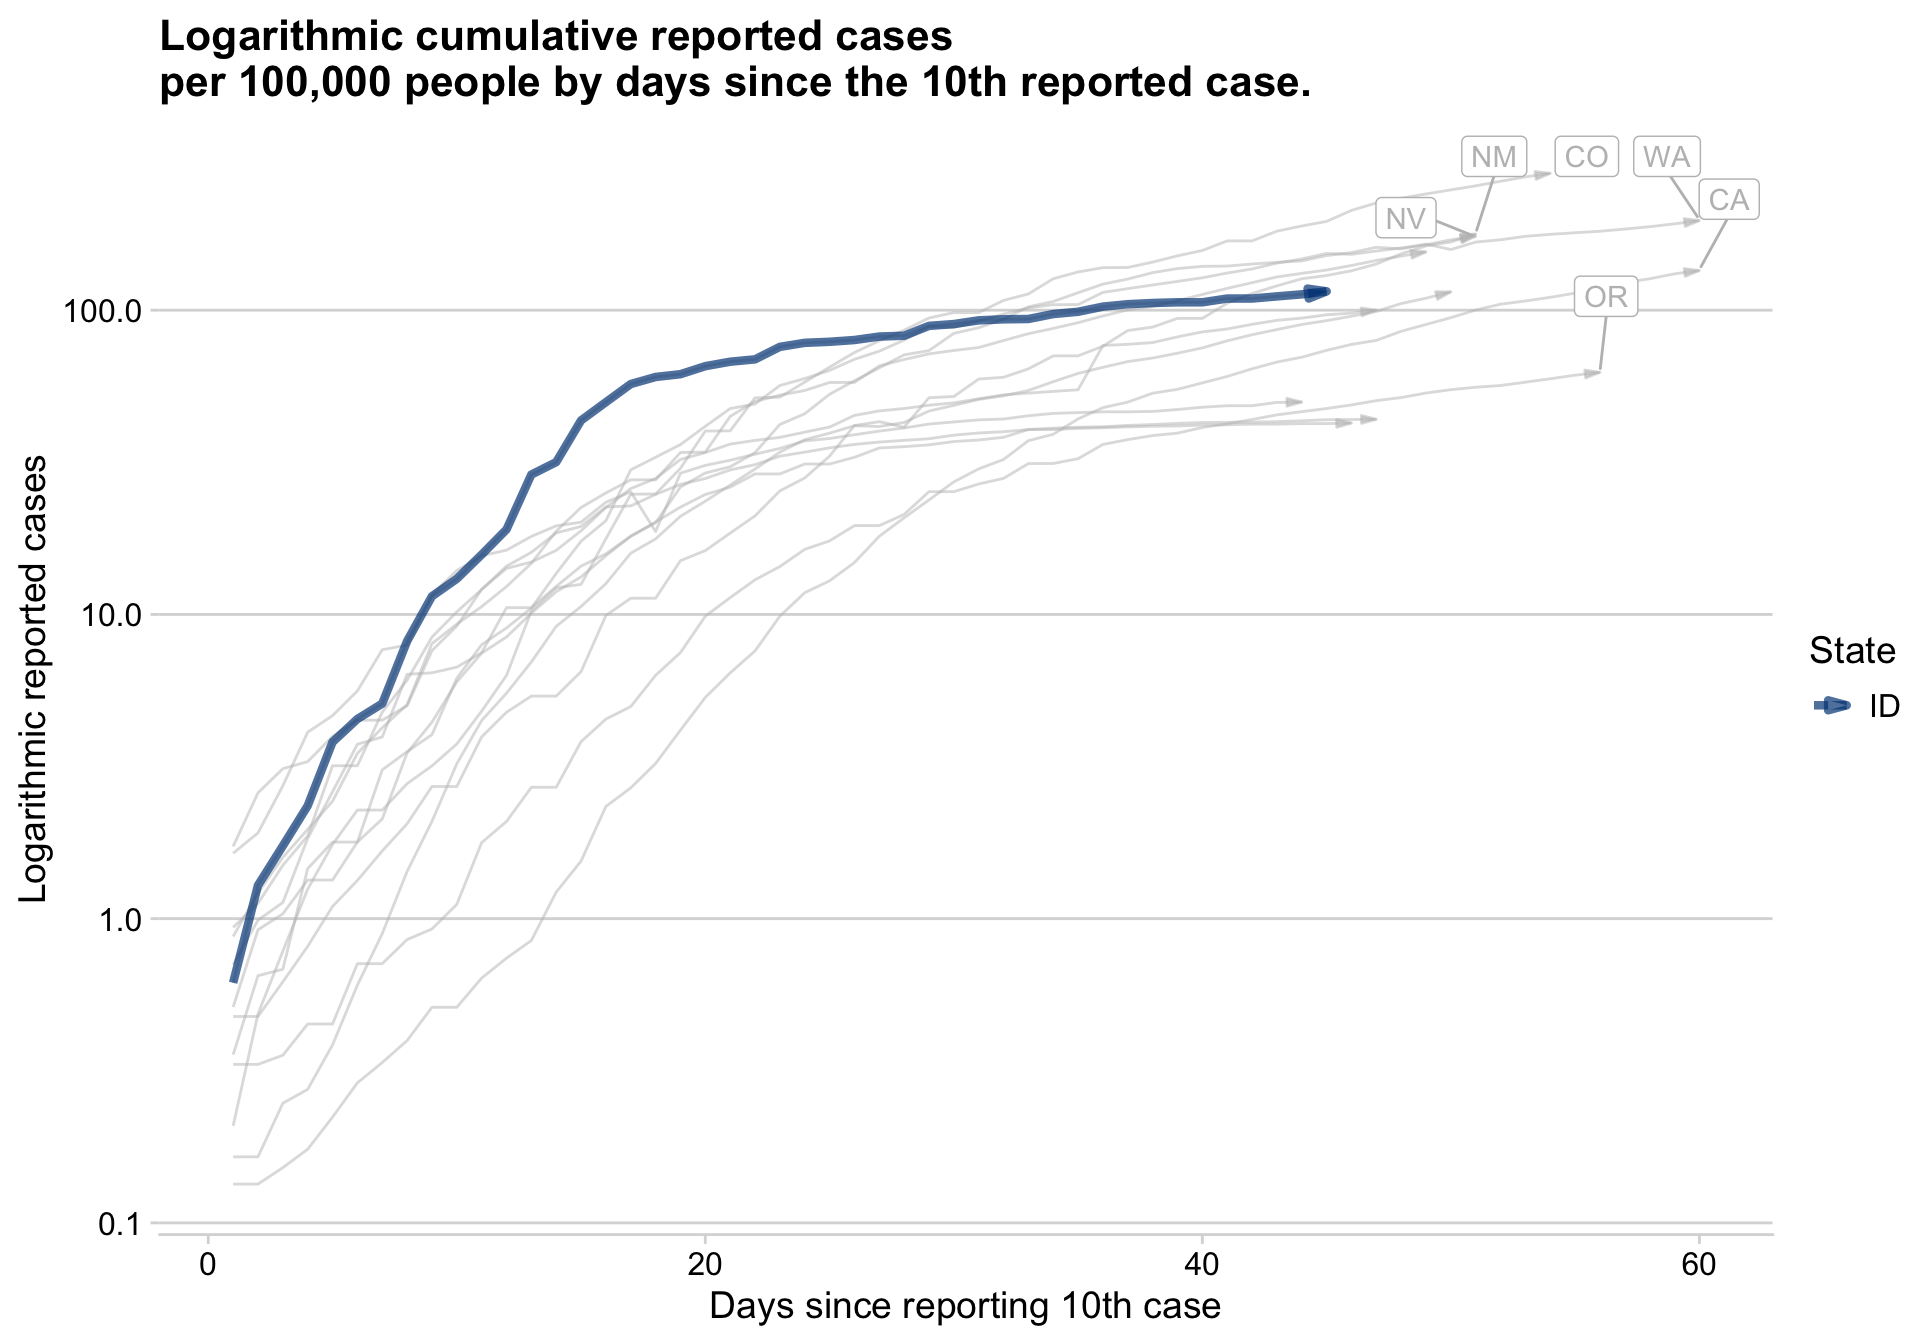 Logarithmic cumulative reported cases
per 100,000 people by days since the 10th reported case.
NM
CO
WA
CA
NV
OR
100.0
10.0
1.0
0.1
Logarithmic reported cases
0
20
40
60
Days since reporting 10th case
State
ID